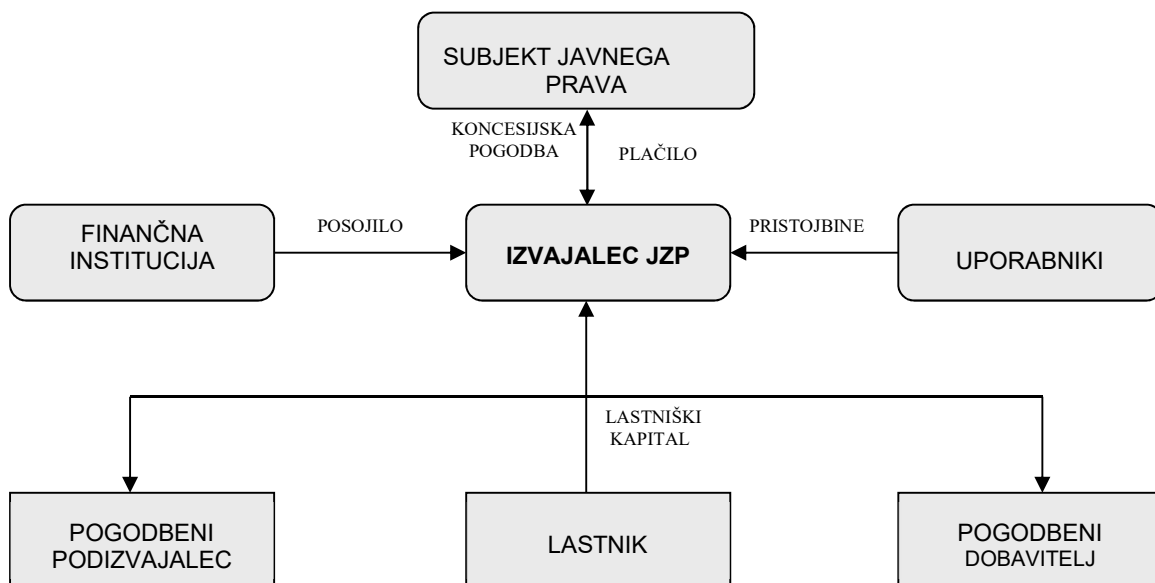 SUBJEKT JAVNEGA
PRAVA
KONCESIJSKA
POGODBA
PLAČILO
FINANČNA
INSTITUCIJA
POSOJILO
IZVAJALEC JZP
PRISTOJBINE
UPORABNIKI
LASTNIŠKI
KAPITAL
POGODBENI
PODIZVAJALEC
LASTNIK
POGODBENI
DOBAVITELJ